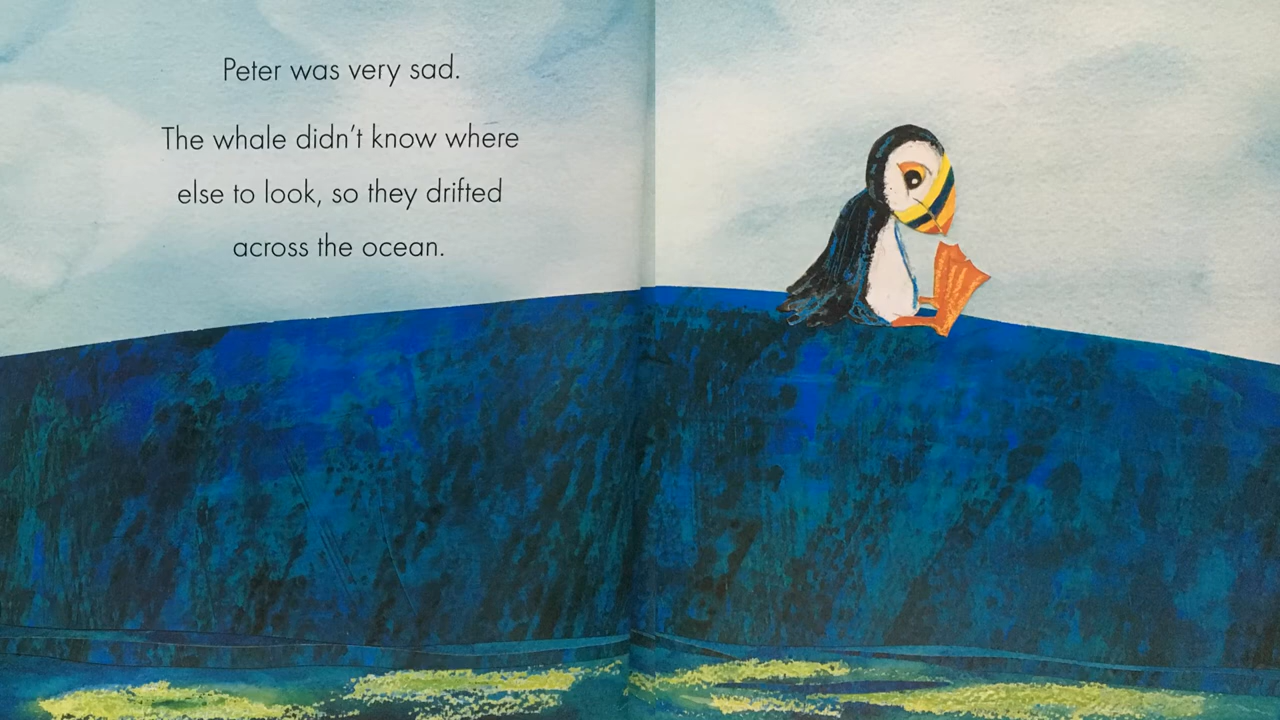 Peter was very sad.
The whale didn't know where
else to look, so they drifted
across the ocean.